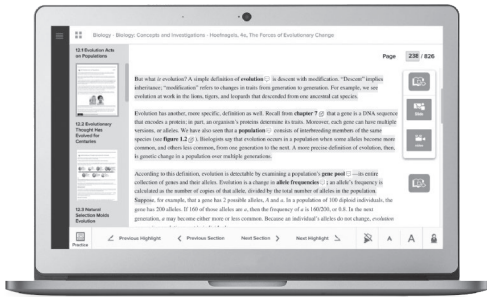 Biology - Biology: Concepts and Investigations - Hoefnagels, 4e, The Forces of Evolutionary Change
12.1 Evolution Acts
on Populations
12.2 Evolutionary
Thought Has
Evolved for
Centuries
12.3 Natural
Selection Molds
Evolution
Page 238 / 826
But what is evolution? A simple definition of evolution is descent with modification. "Descent" implies
inheritance; "modification" refers to changes in traits from generation to generation. For example, we see
evolution at work in the lions, tigers, and leopards that descended from one ancestral cat species.
Evolution has another, more specific, definition as well. Recall from chapter 7 that a gene is a DNA sequence
that encodes a protein; in part, an organism's proteins determine its traits. Moreover, each gene can have multiple
versions, or alleles. We have also seen that a population consists of interbreeding members of the same
species (see figure 1.2). Biologists say that evolution occurs in a population when some alleles become more
common, and others less common, from one generation to the next. A more precise definition of evolution, then,
is genetic change in a population over multiple generations.
According to this definition, evolution is detectable by examining a population's gene pool —its entire
collection of genes and their alleles. Evolution is a change in allele frequencies ; an allele's frequency is
calculated as the number of copies of that allele, divided by the total number of alleles in the population.
Suppose, for example, that a gene has 2 possible alleles, A and a. In a population of 100 diploid individuals, the
gene has 200 alleles. If 160 of those alleles are a, then the frequency of a is 160/200, or 0.8. In the next
generation, a may become either more or less common. Because an individual's alleles do not change, evolution
Practice
Previous Highlight
Previous Section
Next Section
Next Highlight
A
A